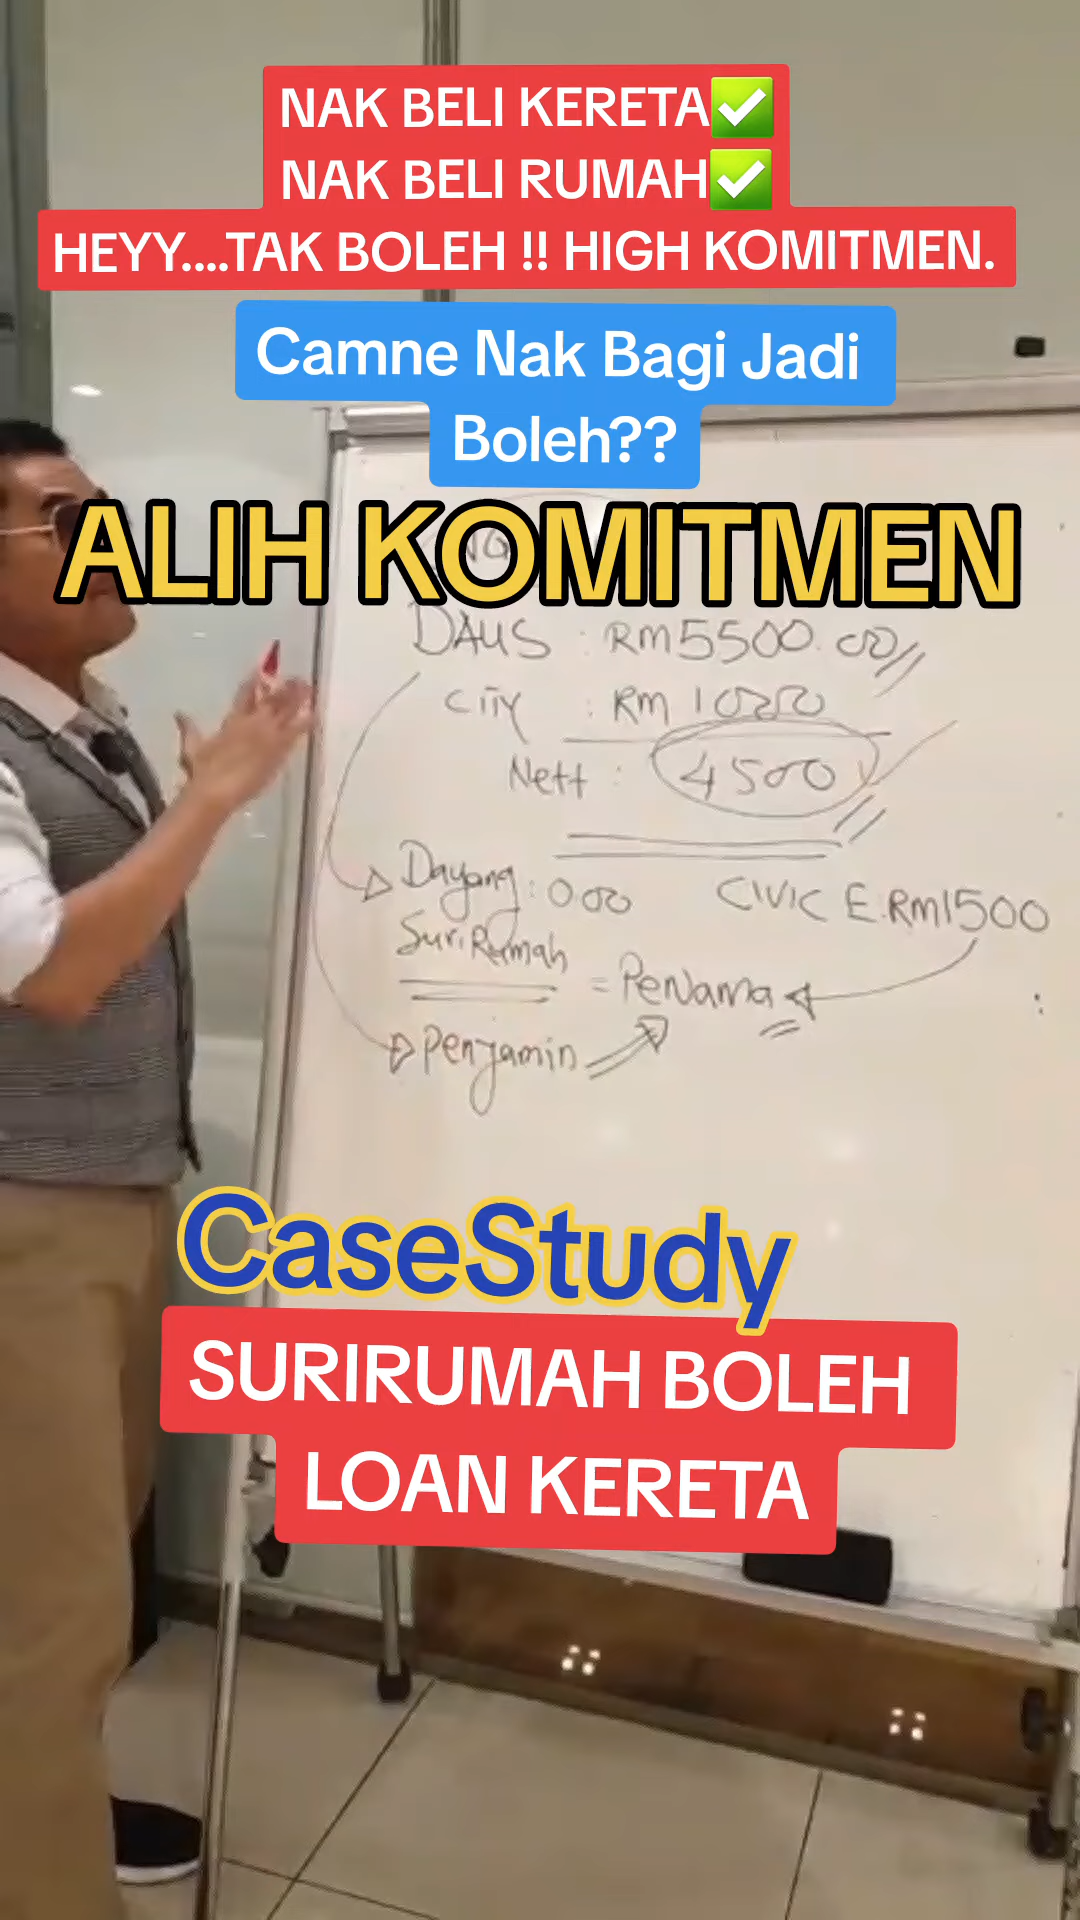 NAK BELI KERETA✅
NAK BELI RUMAH✅
HEYY....TAK BOLEH !! HIGH KOMITMEN.
Camne Nak Bagi Jadi
Boleh??
ALIH KOMITMEN
DAUS : RM5500.00//
CITY : RM 1000
Nett : 4500
Dayang : 000 CIVIC E.RM1500
Suri Rumah
= PeNama
Penjamin
CaseStudy
SURIRUMAH BOLEH
LOAN KERETA